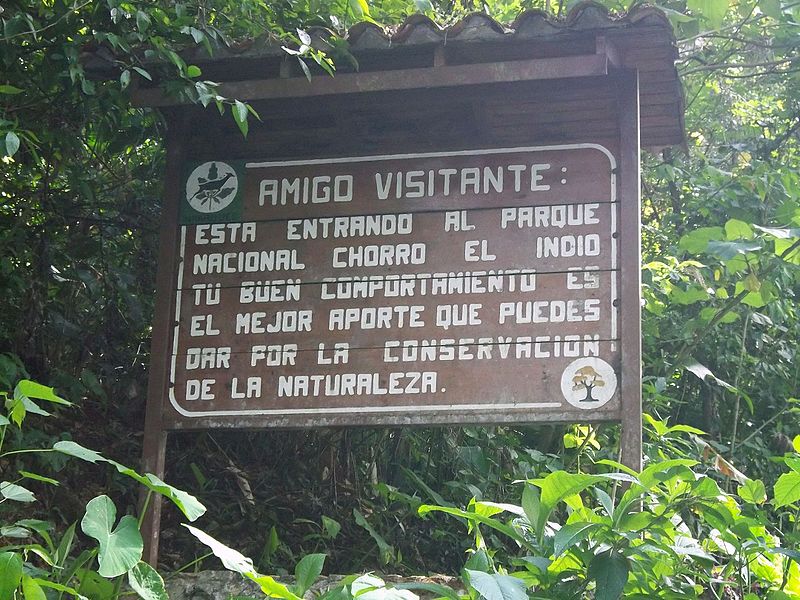 AMIGO VISITANTE:
ESTA ENTRANDO AL PARQUE
NACIONAL CHORRO EL INDIO
TU BUEN COMPORTAMIENTO ES
EL MEJOR APORTE QUE PUEDES
DAR POR LA CONSERVACION
DE LA NATURALEZA.